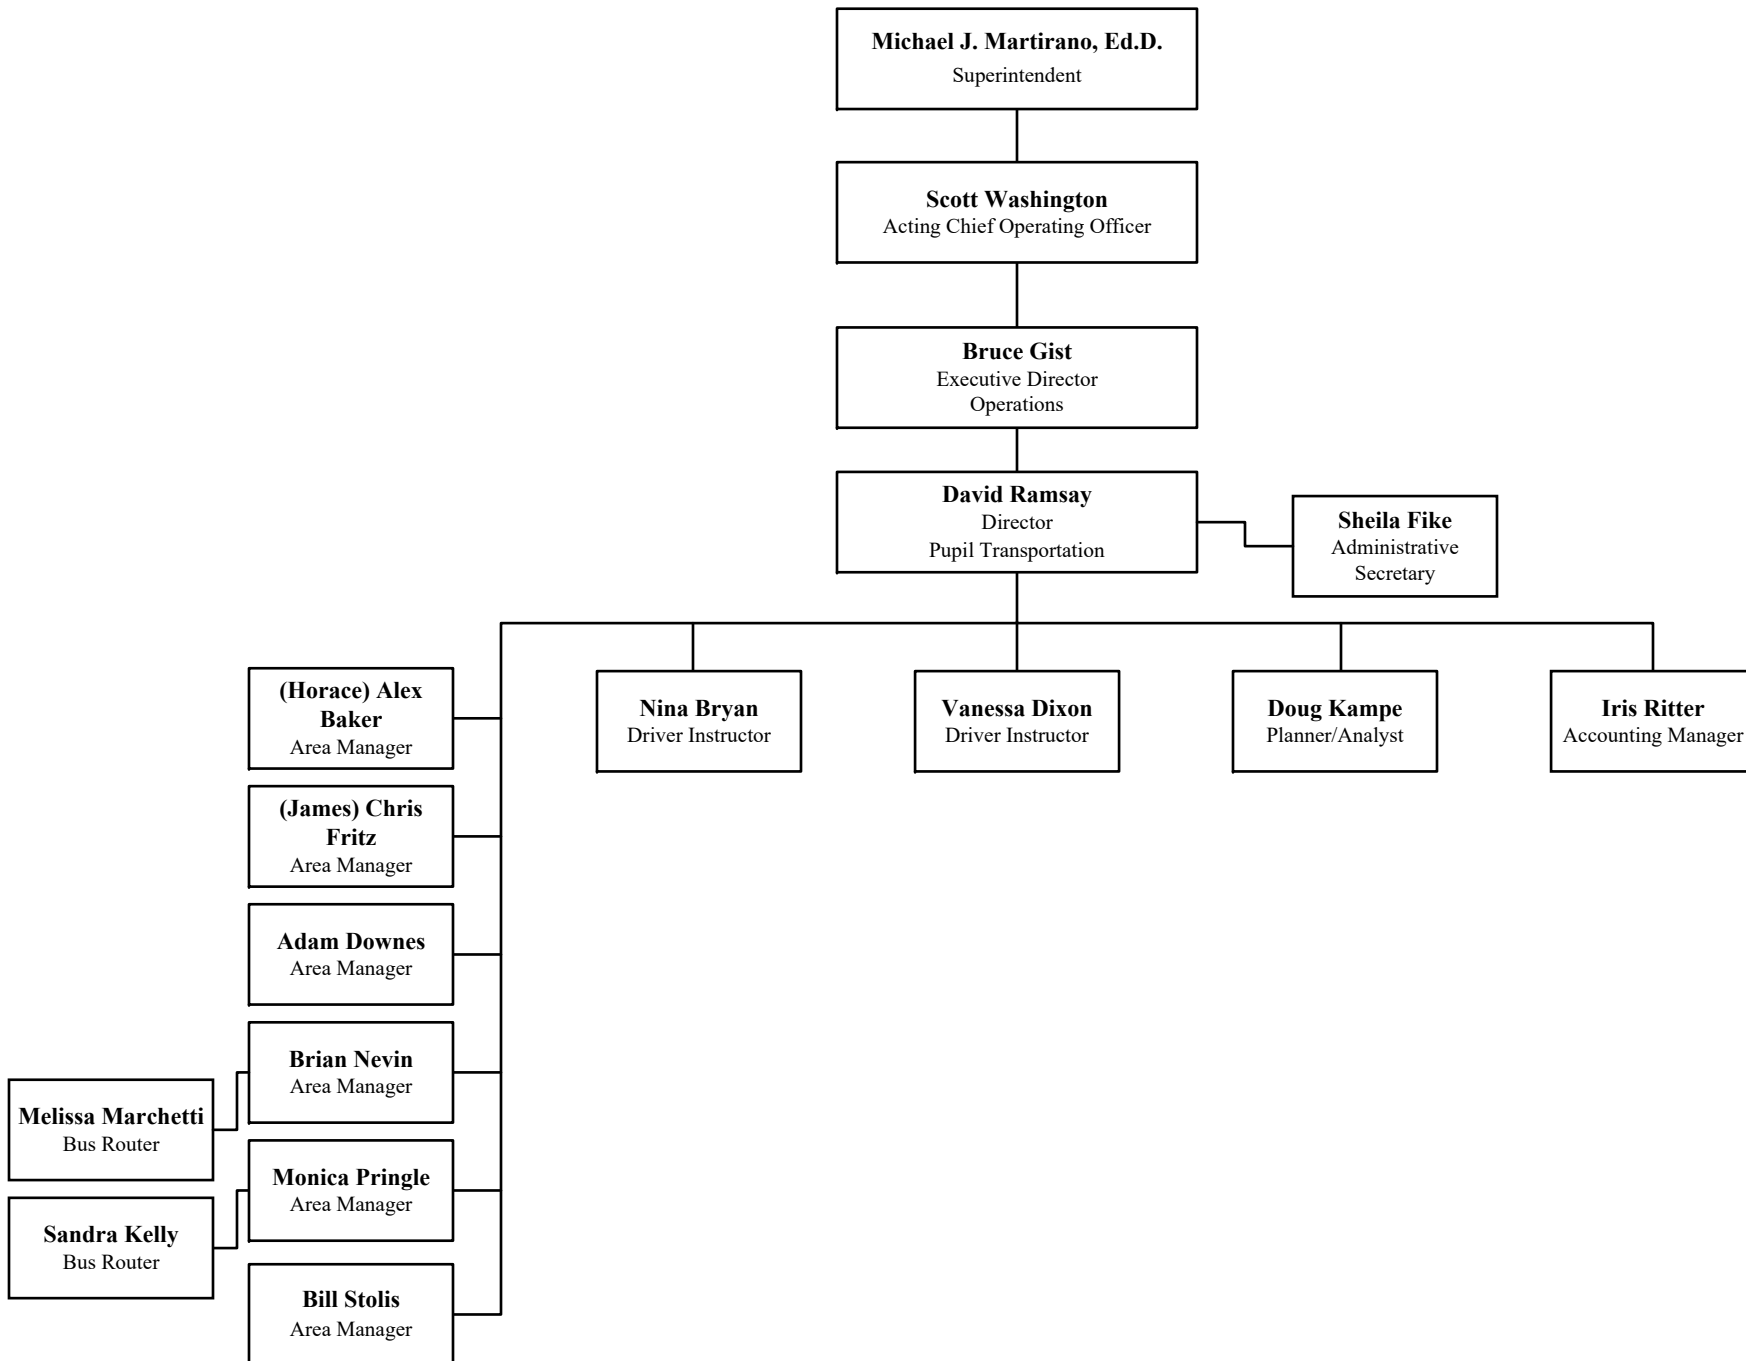 Michael J. Martirano, Ed.D.
Superintendent
Scott Washington
Acting Chief Operating Officer
Bruce Gist
Executive Director
Operations
David Ramsay
Director
Pupil Transportation
Sheila Fike
Administrative
Secretary
(Horace) Alex
Baker
Area Manager
Nina Bryan
Driver Instructor
Vanessa Dixon
Driver Instructor
Doug Kampe
Planner/Analyst
Iris Ritter
Accounting Manager
(James) Chris
Fritz
Area Manager
Adam Downes
Area Manager
Brian Nevin
Area Manager
Melissa Marchetti
Bus Router
Monica Pringle
Area Manager
Sandra Kelly
Bus Router
Bill Stolis
Area Manager